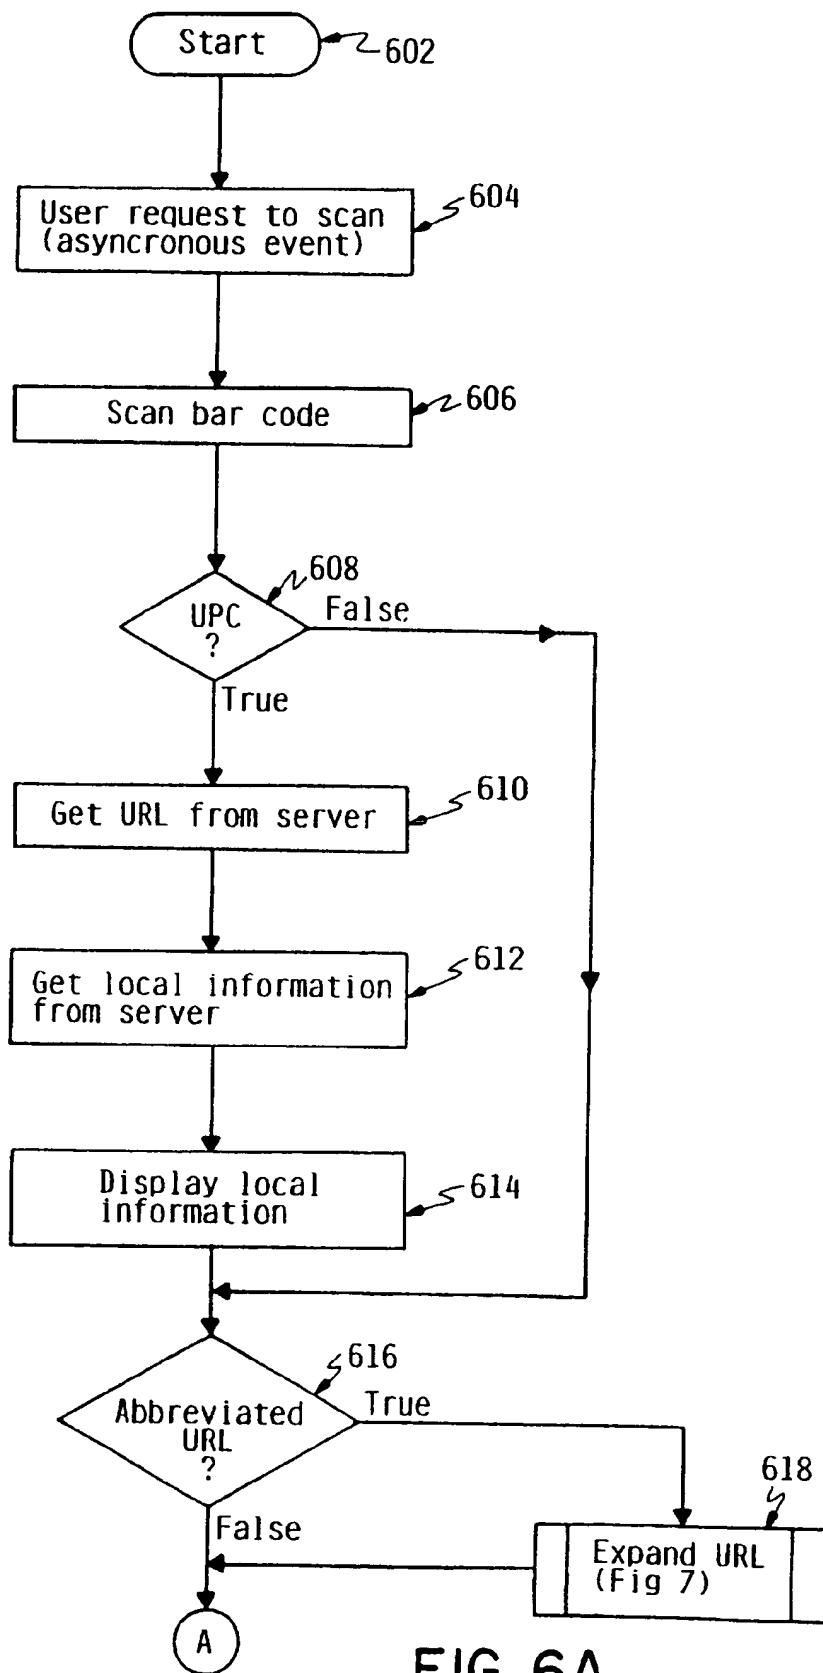 Start
602
User request to scan
(asyncronous event)
604
Scan bar code
606
608
UPC
?
False
True
Get URL from server
610
Get local information
from server
612
Display local
information
614
616
Abbreviated
URL
?
True
False
618
Expand URL
(Fig 7)
A
FIG. 6A